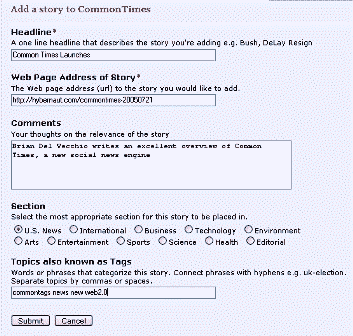 Add a story to CommonTimes
Headline*
A one line headline that describes the story you're adding e.g. Bush, DeLay Resign
Common Times Launches
Web Page Address of Story*
The Web page address (url) to the story you would like to add.
http://hybernaut.com/commontimes-20050721
Comments
Your thoughts on the relevance of the story
Brian Del Vecchio writes an excellent overview of Common
Times, a new social news engine
Section
Select the most appropriate section for this story to be placed in.
U.S. News International Business Technology Environment
Arts Entertainment Sports Science Health Editorial
Topics also known as Tags
Words or phrases that categorize this story. Connect phrases with hyphens e.g. uk-election.
Separate topics by commas or spaces.
commontags news new web2.0
Submit Cancel